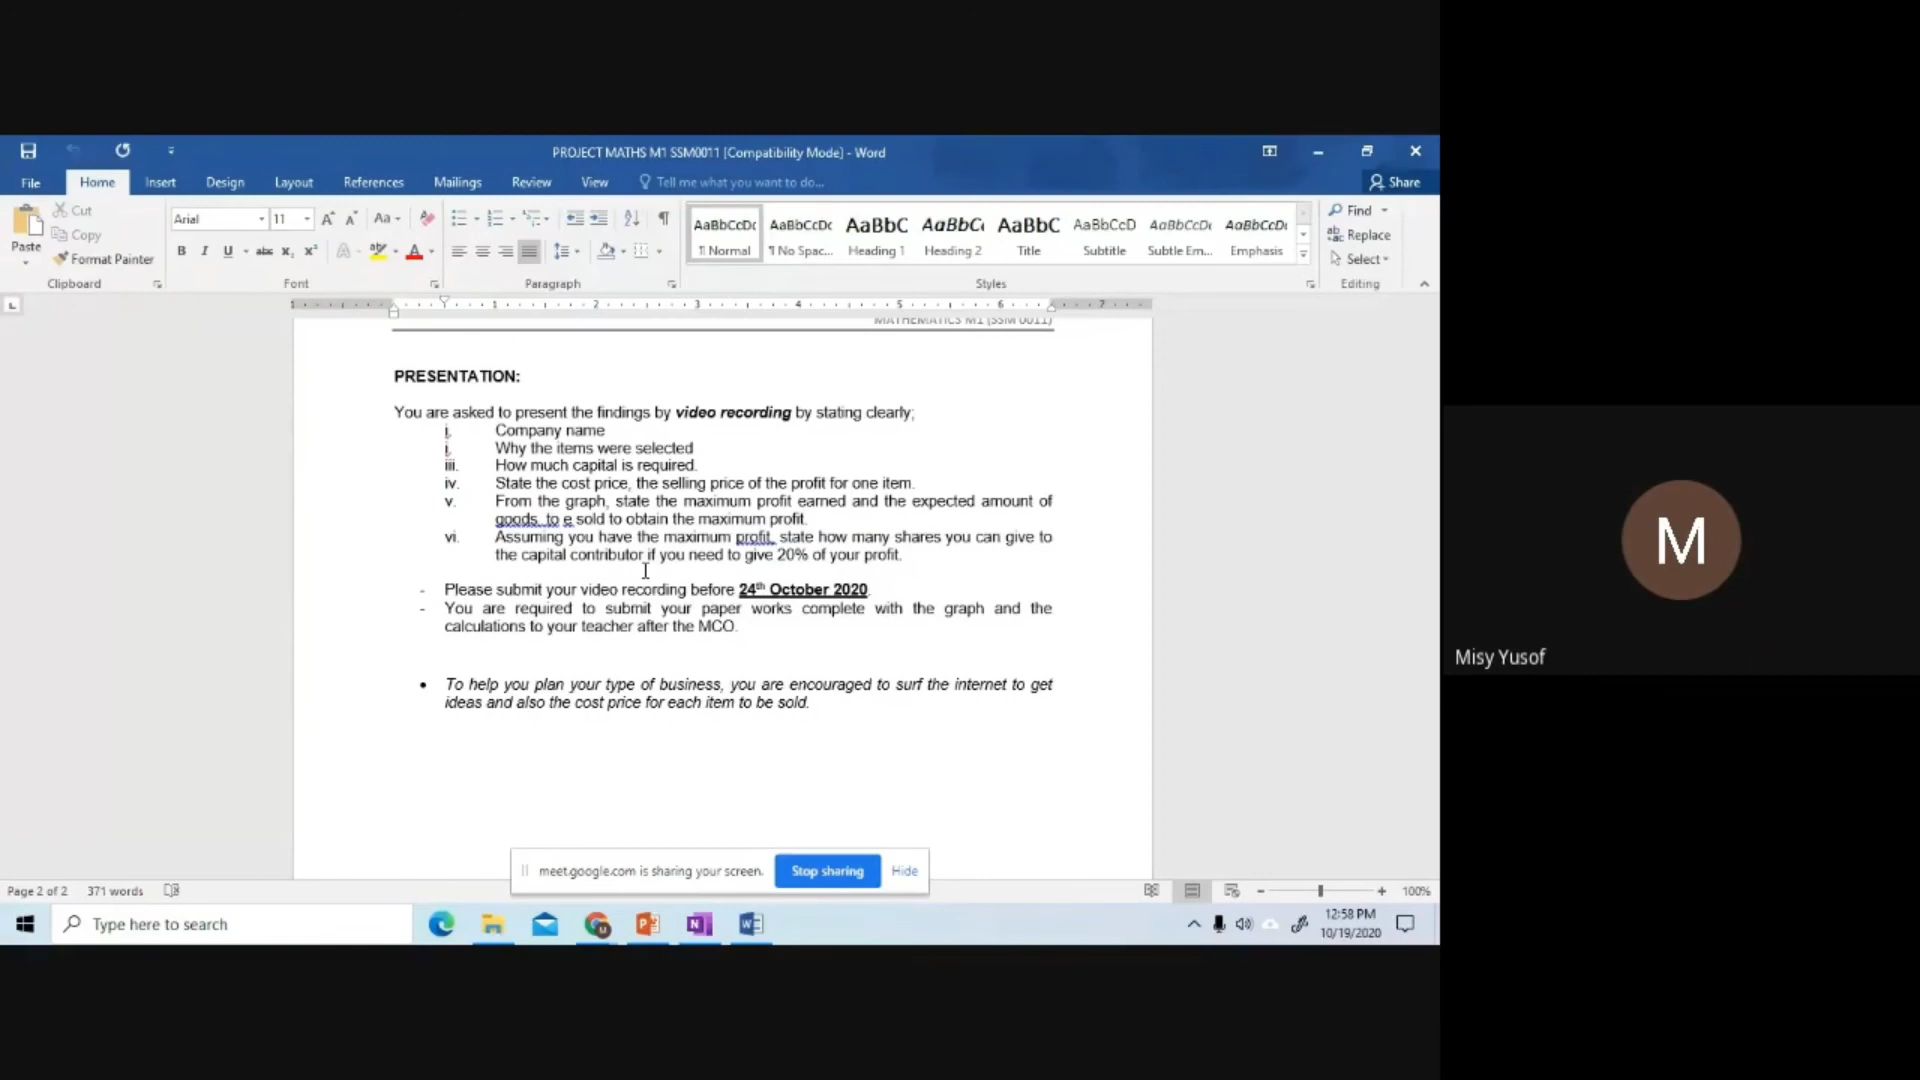 PROJECT MATHS M1 SSM0011 [Compatibility Mode] - Word
File Home Insert Design Layout References Mailings Review View Tell me what you want to do... Share
Paste
Cut
Copy
Format Painter
Clipboard
Arial 11
Font
Paragraph
AaBbCcDc AaBbCcDc AaBbC AaBbCc AaBbC AaBbCcD AaBbCcDc AaBbCcDc
¶ Normal ¶ No Spac... Heading 1 Heading 2 Title Subtitle Subtle Em... Emphasis
Styles
Find
Replace
Select
Editing
1 1 2 3 4 5 6 7
MATHEMATICS M1 (SSM 0011)
PRESENTATION:
You are asked to present the findings by video recording by stating clearly;
i. Company name
i. Why the items were selected
iii. How much capital is required.
iv. State the cost price, the selling price of the profit for one item.
v. From the graph, state the maximum profit earned and the expected amount of
goods to e sold to obtain the maximum profit.
vi. Assuming you have the maximum profit, state how many shares you can give to
the capital contributor if you need to give 20% of your profit.
- Please submit your video recording before 24th October 2020.
- You are required to submit your paper works complete with the graph and the
calculations to your teacher after the MCO.
• To help you plan your type of business, you are encouraged to surf the internet to get
ideas and also the cost price for each item to be sold.
meet.google.com is sharing your screen. Stop sharing Hide
Page 2 of 2 371 words 100%
Type here to search
12:58 PM
10/19/2020
M
Misy Yusof